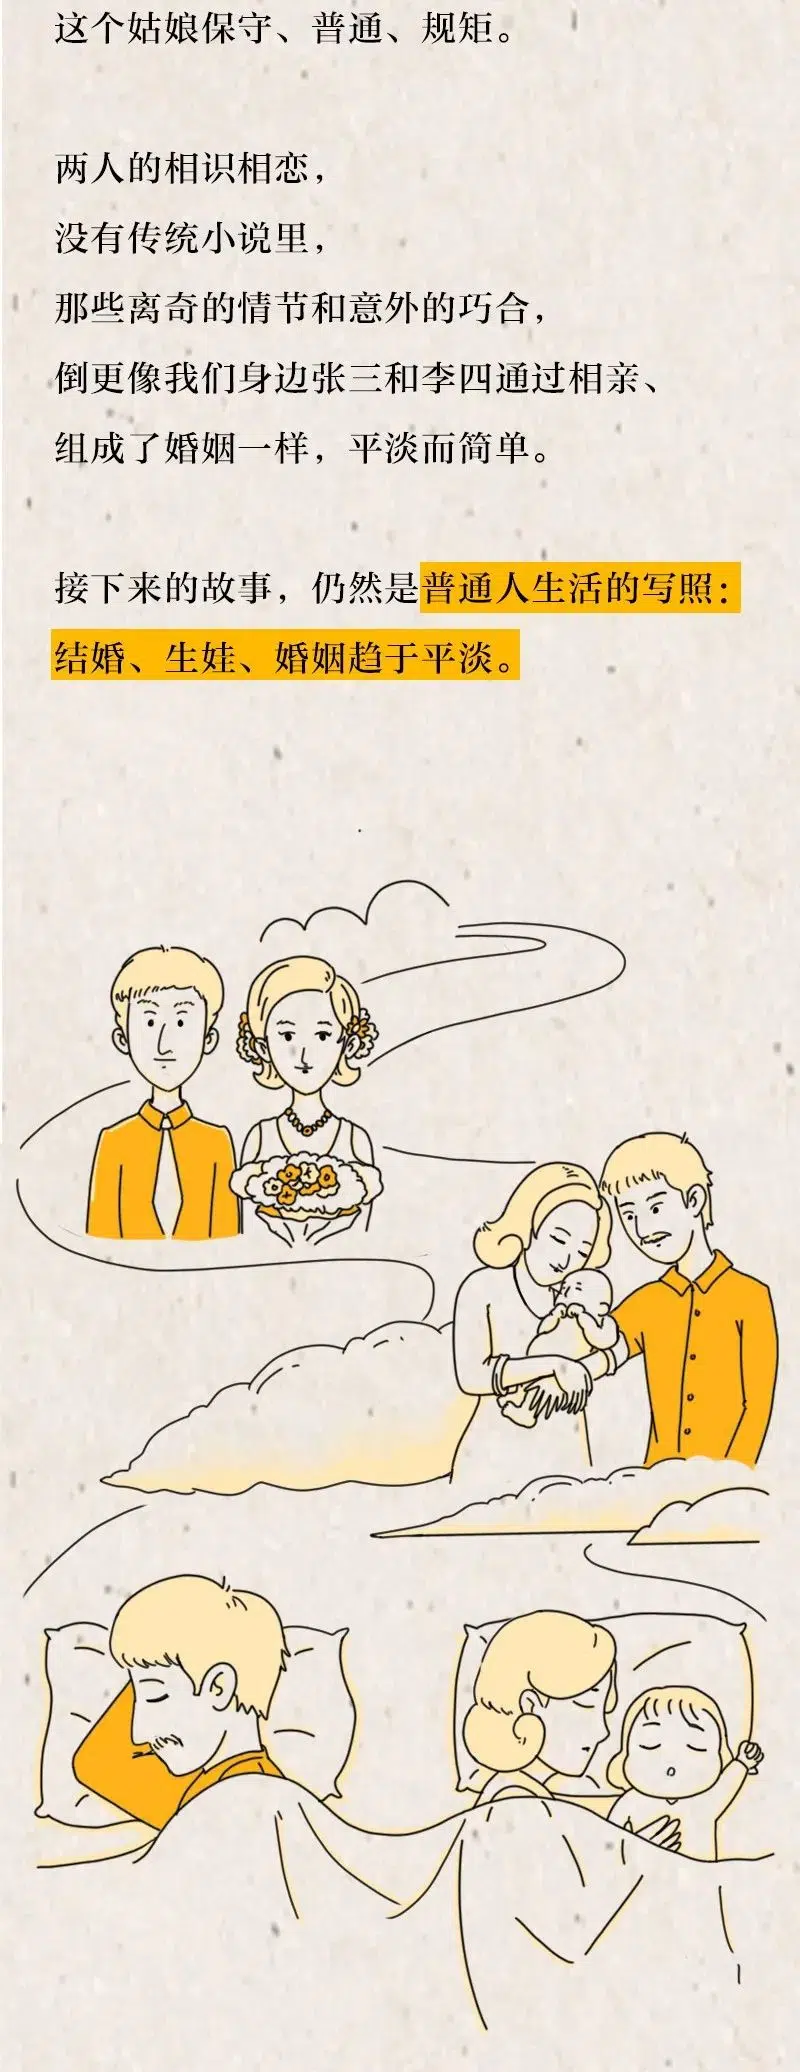 这个姑娘保守、普通、规矩。
两人的相识相恋，
没有传统小说里，
那些离奇的情节和意外的巧合，
倒更像我们身边张三和李四通过相亲、
组成了婚姻一样，平淡而简单。
接下来的故事，仍然是普通人生活的写照：
结婚、生娃、婚姻趋于平淡。